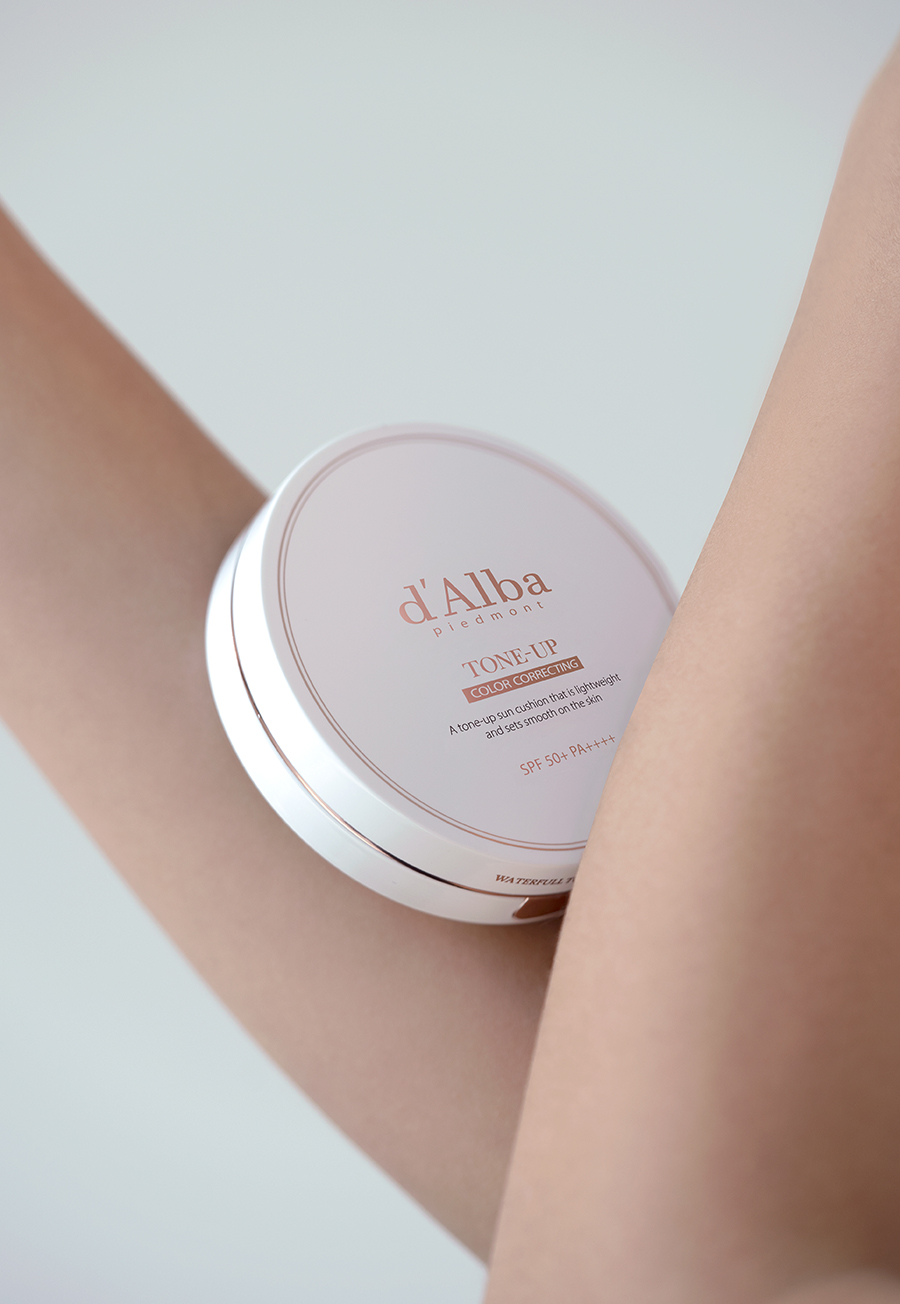 d'Alba
piedmont
TONE-UP
COLOR CORRECTING
A tone-up sun cushion that is lightweight
and sets smooth on the skin
SPF 50+ PA++++
WATERFULL